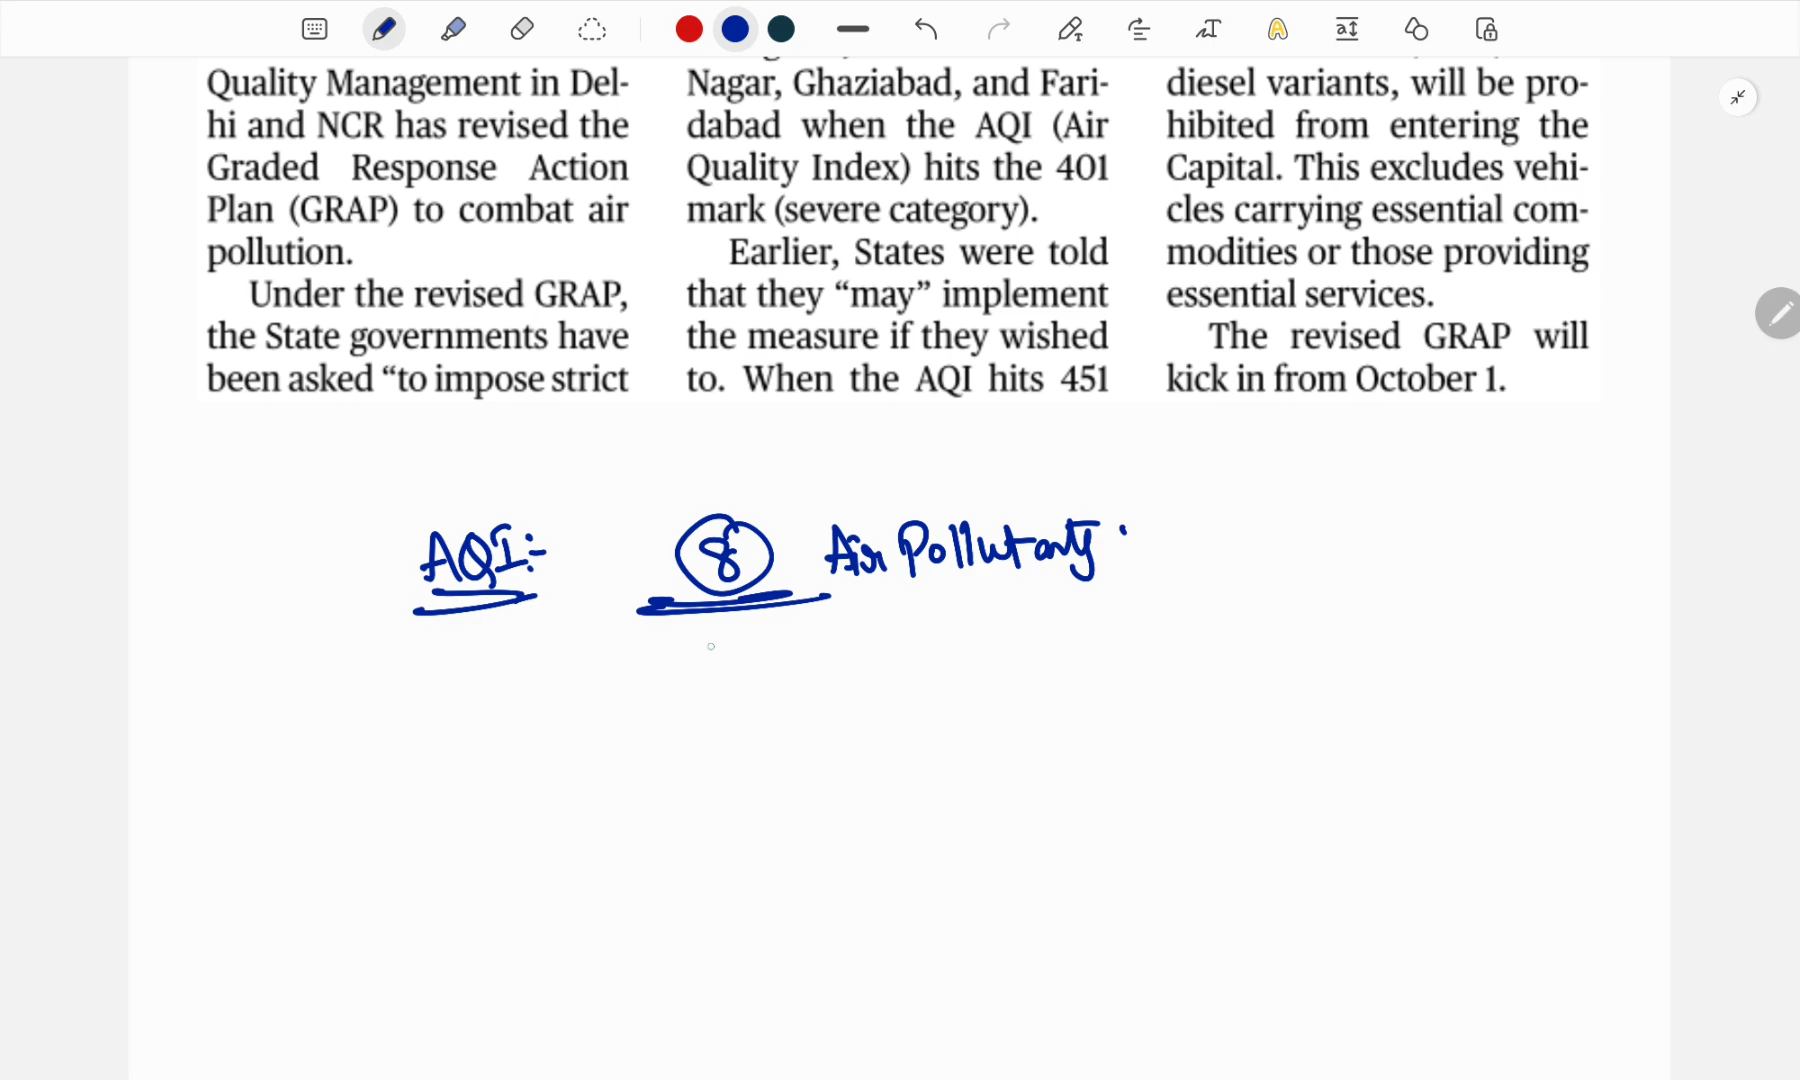 Quality Management in Del-
hi and NCR has revised the
Graded Response Action
Plan (GRAP) to combat air
pollution.
Under the revised GRAP,
the State governments have
been asked “to impose strict
Nagar, Ghaziabad, and Fari-
dabad when the AQI (Air
Quality Index) hits the 401
mark (severe category).
Earlier, States were told
that they “may” implement
the measure if they wished
to. When the AQI hits 451
diesel variants, will be pro-
hibited from entering the
Capital. This excludes vehi-
cles carrying essential com-
modities or those providing
essential services.
The revised GRAP will
kick in from October 1.
AQI:- 8 Air Pollutants